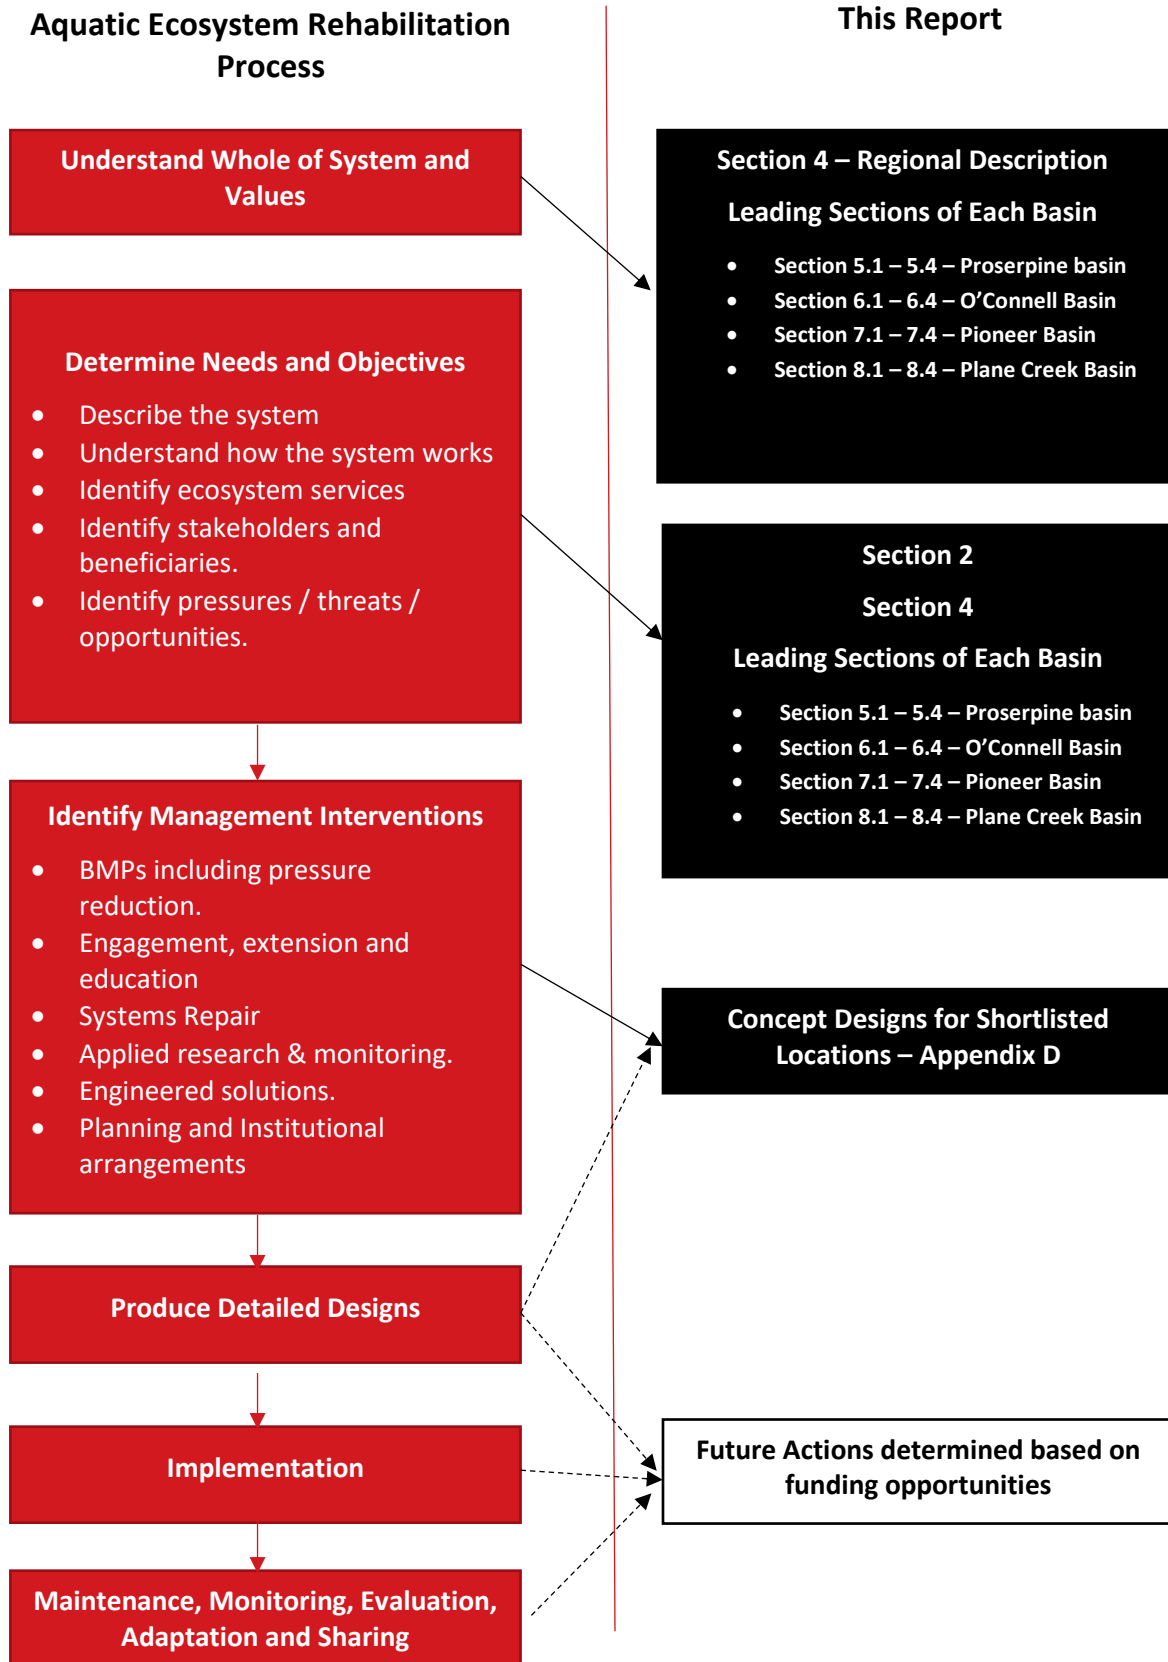 Aquatic Ecosystem Rehabilitation
Process
Understand Whole of System and
Values
Determine Needs and Objectives
• Describe the system
• Understand how the system works
• Identify ecosystem services
• Identify stakeholders and
beneficiaries.
• Identify pressures / threats /
opportunities.
Identify Management Interventions
• BMPs including pressure
reduction.
• Engagement, extension and
education
• Systems Repair
• Applied research & monitoring.
• Engineered solutions.
• Planning and Institutional
arrangements
Produce Detailed Designs
Implementation
Maintenance, Monitoring, Evaluation,
Adaptation and Sharing
This Report
Section 4 – Regional Description
Leading Sections of Each Basin
• Section 5.1 – 5.4 – Proserpine basin
• Section 6.1 – 6.4 – O’Connell Basin
• Section 7.1 – 7.4 – Pioneer Basin
• Section 8.1 – 8.4 – Plane Creek Basin
Section 2
Section 4
Leading Sections of Each Basin
• Section 5.1 – 5.4 – Proserpine basin
• Section 6.1 – 6.4 – O’Connell Basin
• Section 7.1 – 7.4 – Pioneer Basin
• Section 8.1 – 8.4 – Plane Creek Basin
Concept Designs for Shortlisted
Locations – Appendix D
Future Actions determined based on
funding opportunities